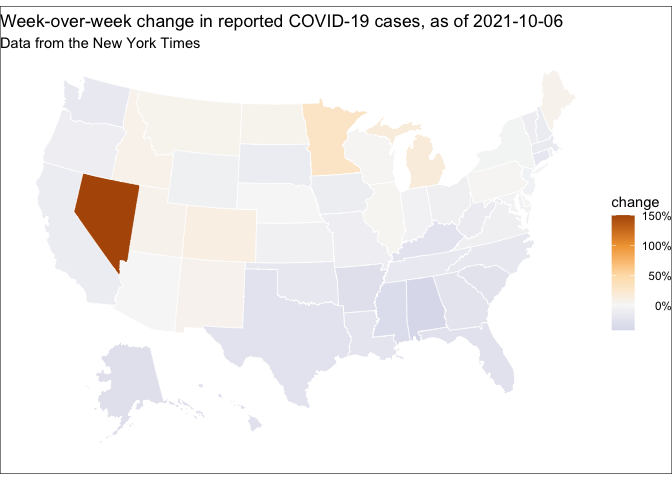 Week-over-week change in reported COVID-19 cases, as of 2021-10-06
Data from the New York Times
change
150%
100%
50%
0%